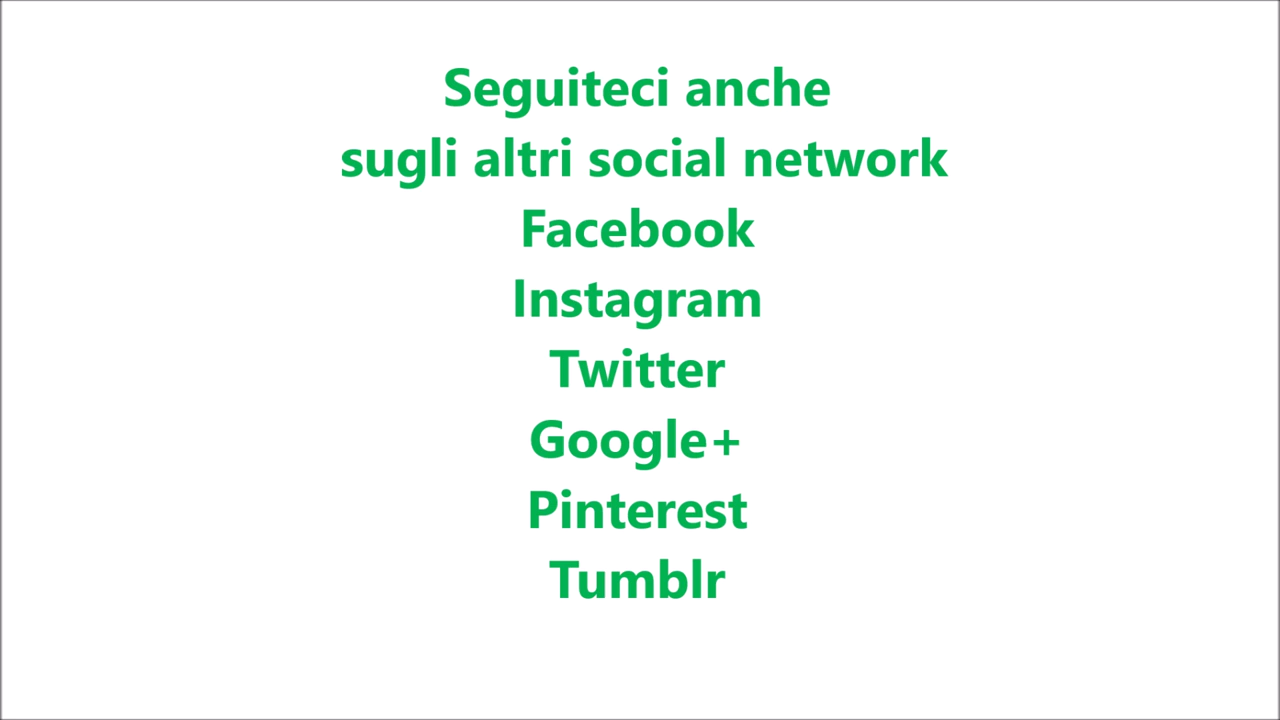 Seguiteci anche
sugli altri social network
Facebook
Instagram
Twitter
Google+
Pinterest
Tumblr